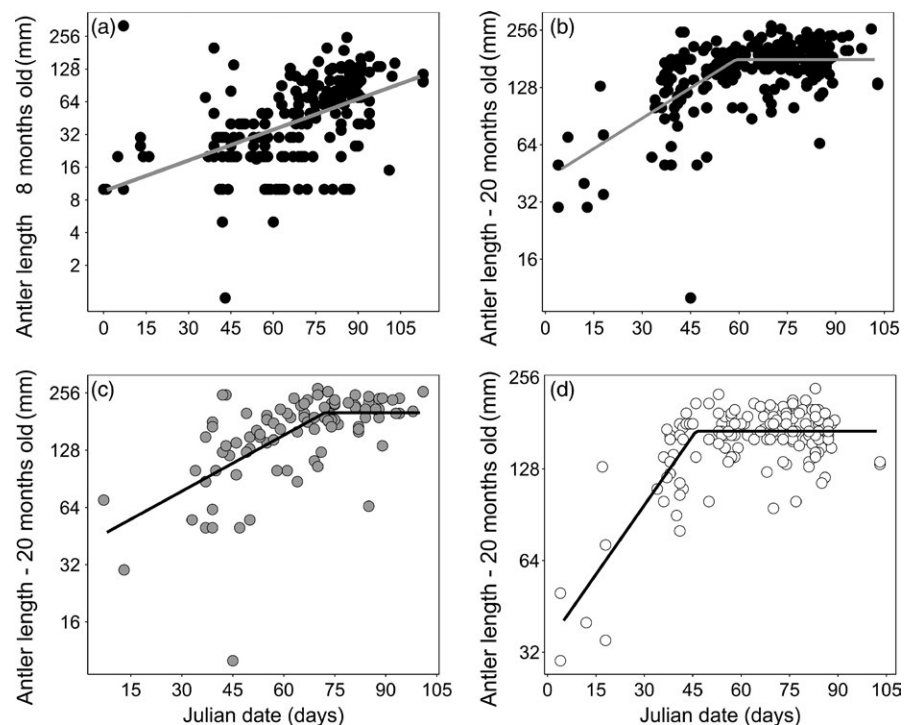 (a)
Antler length 8 months old (mm)
256
128
64
32
16
8
4
2
0 15 30 45 60 75 90 105
(b)
Antler length - 20 months old (mm)
256
128
64
32
16
0 15 30 45 60 75 90 105
(c)
Antler length - 20 months old (mm)
256
128
64
32
16
15 30 45 60 75 90 105
Julian date (days)
(d)
Antler length - 20 months old (mm)
256
128
64
32
0 15 30 45 60 75 90 105
Julian date (days)